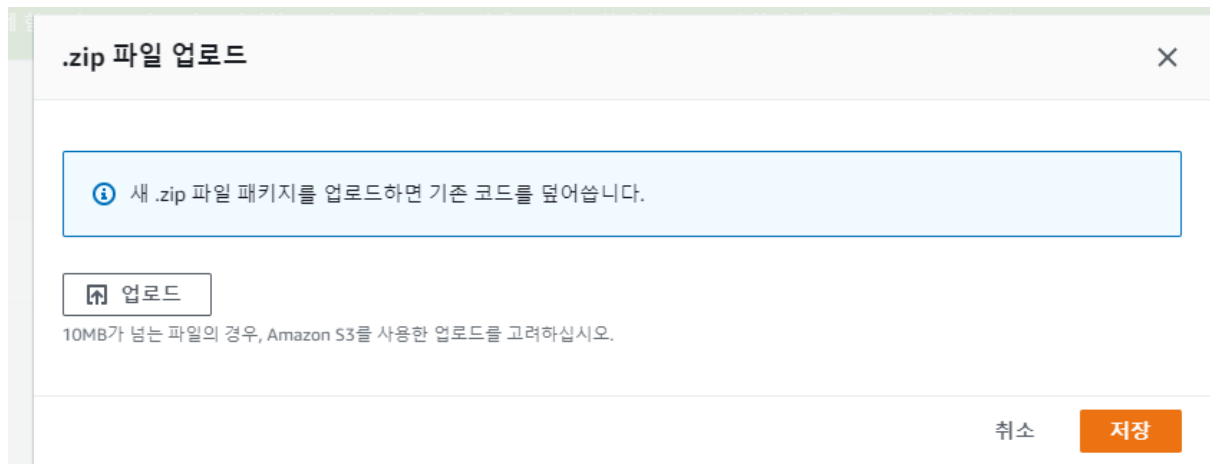 .zip 파일 업로드
새 .zip 파일 패키지를 업로드하면 기존 코드를 덮어씁니다.
업로드
10MB가 넘는 파일의 경우, Amazon S3를 사용한 업로드를 고려하십시오.
취소
저장